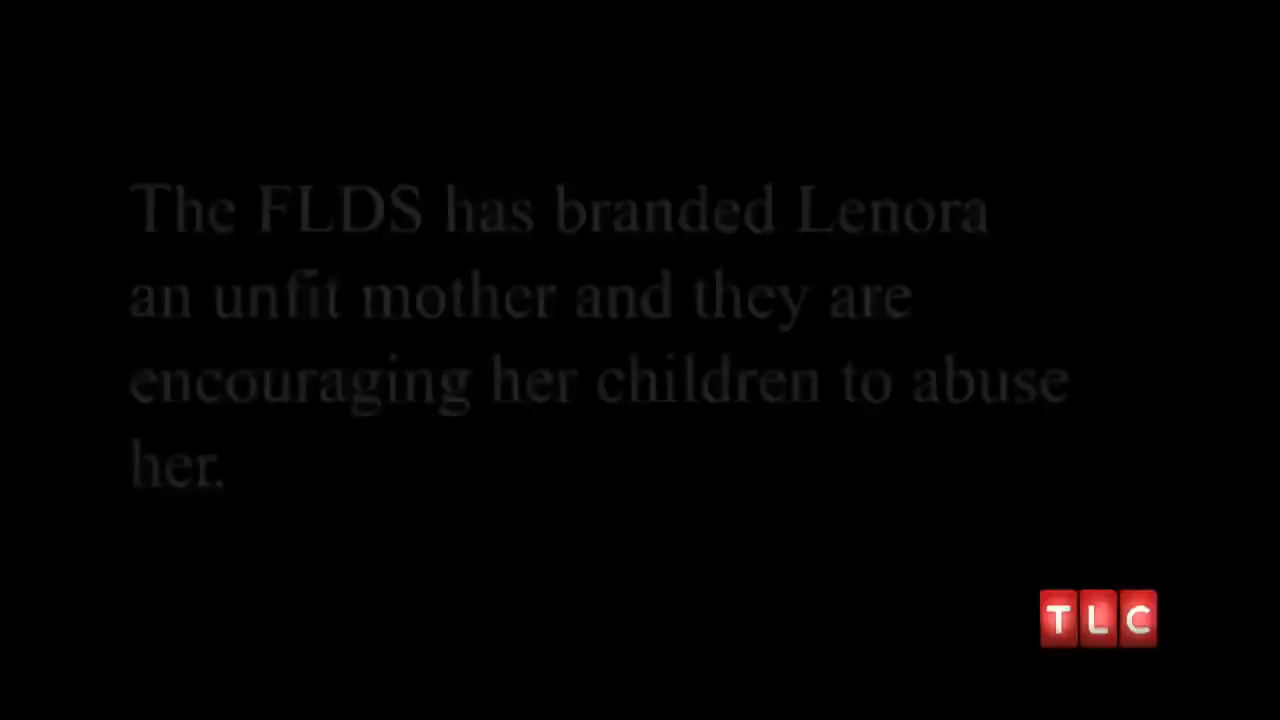 The FLDS has branded Lenora
an unfit mother and they are
encouraging her children to abuse
her.
TLC